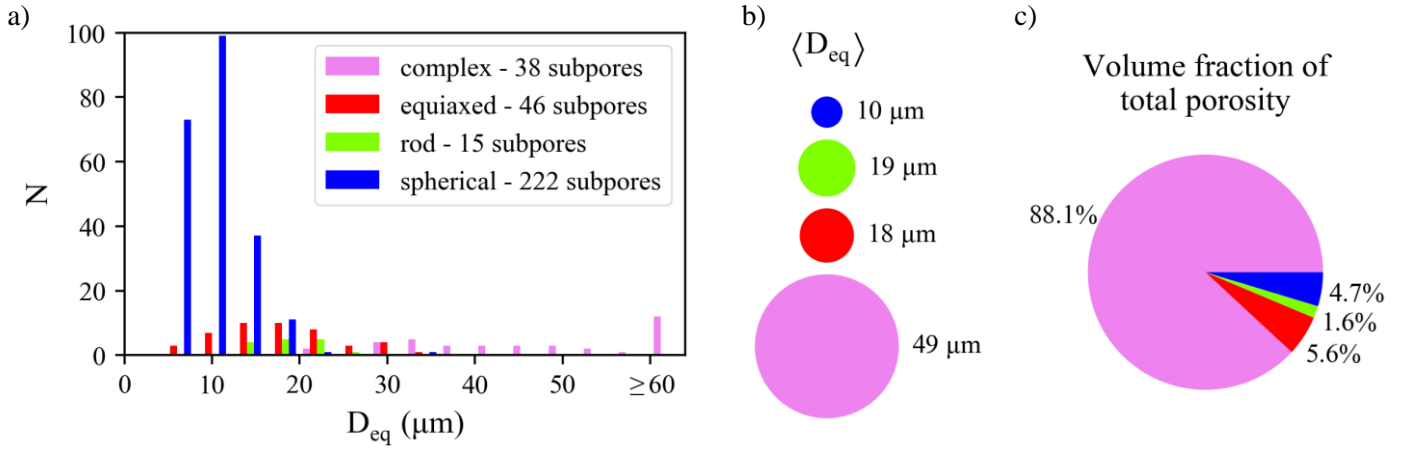 a)
100
80
60
40
20
0
N
0
10
20
30
40
50
≥60
D_eq (μm)
complex - 38 subpores
equiaxed - 46 subpores
rod - 15 subpores
spherical - 222 subpores
b)
⟨D_eq⟩
10 μm
19 μm
18 μm
49 μm
c)
Volume fraction of
total porosity
88.1%
4.7%
1.6%
5.6%